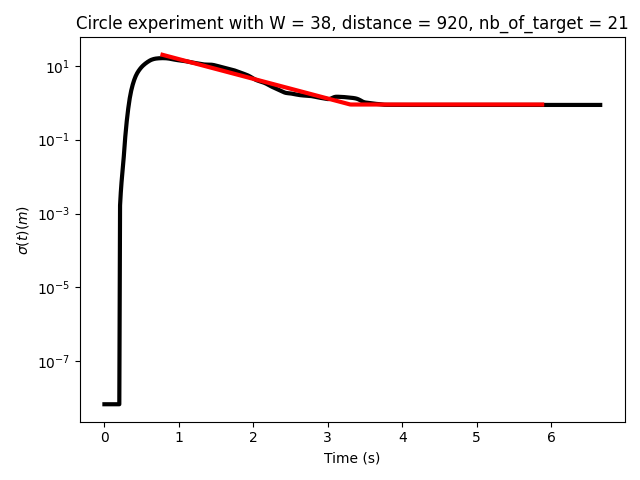 Circle experiment with W = 38, distance = 920, nb_of_target = 21
10^1
10^-1
10^-3
10^-5
10^-7
σ(t)(m)
0 1 2 3 4 5 6
Time (s)